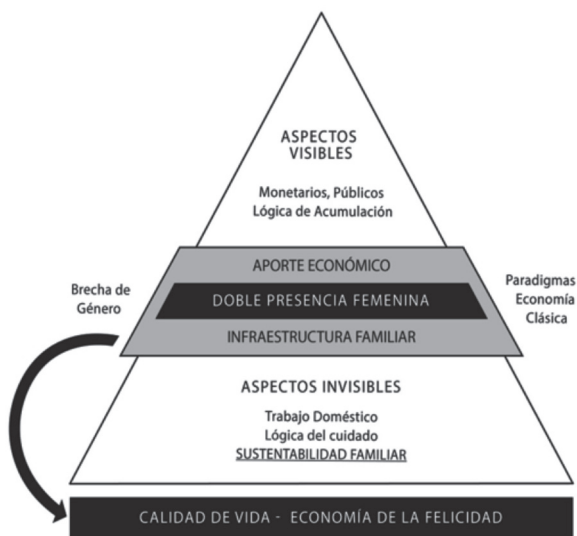 ASPECTOS
VISIBLES
Monetarios, Públicos
Lógica de Acumulación
APORTE ECONÓMICO
Brecha de
Género
DOBLE PRESENCIA FEMENINA
Paradigmas
Economía
Clásica
INFRAESTRUCTURA FAMILIAR
ASPECTOS INVISIBLES
Trabajo Doméstico
Lógica del cuidado
SUSTENTABILIDAD FAMILIAR
CALIDAD DE VIDA - ECONOMÍA DE LA FELICIDAD